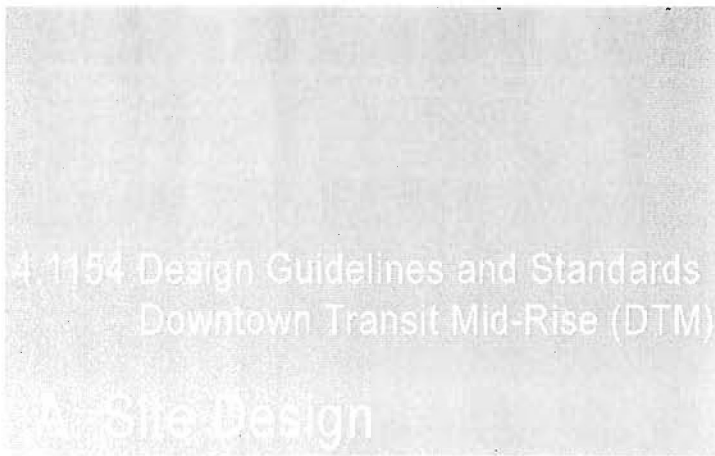 4.1154 Design Guidelines and Standards
Downtown Transit Mid-Rise (DTM)
A. Site Design